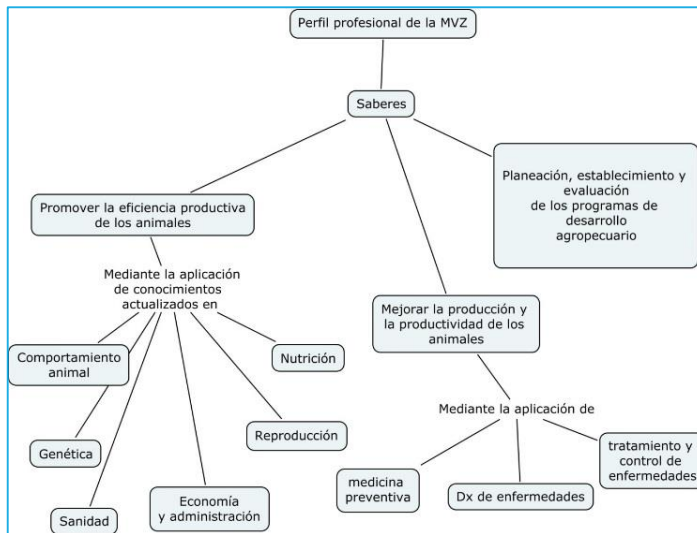 Perfil profesional de la MVZ
Saberes
Planeación, establecimiento y
evaluación
de los programas de
desarrollo
agropecuario
Promover la eficiencia productiva
de los animales
Mediante la aplicación
de conocimientos
actualizados en
Mejorar la producción y
la productividad de los
animales
Comportamiento
animal
Nutrición
Genética
Reproducción
Sanidad
Economía
y administración
Mediante la aplicación de
medicina
preventiva
Dx de enfermedades
tratamiento y
control de
enfermedades